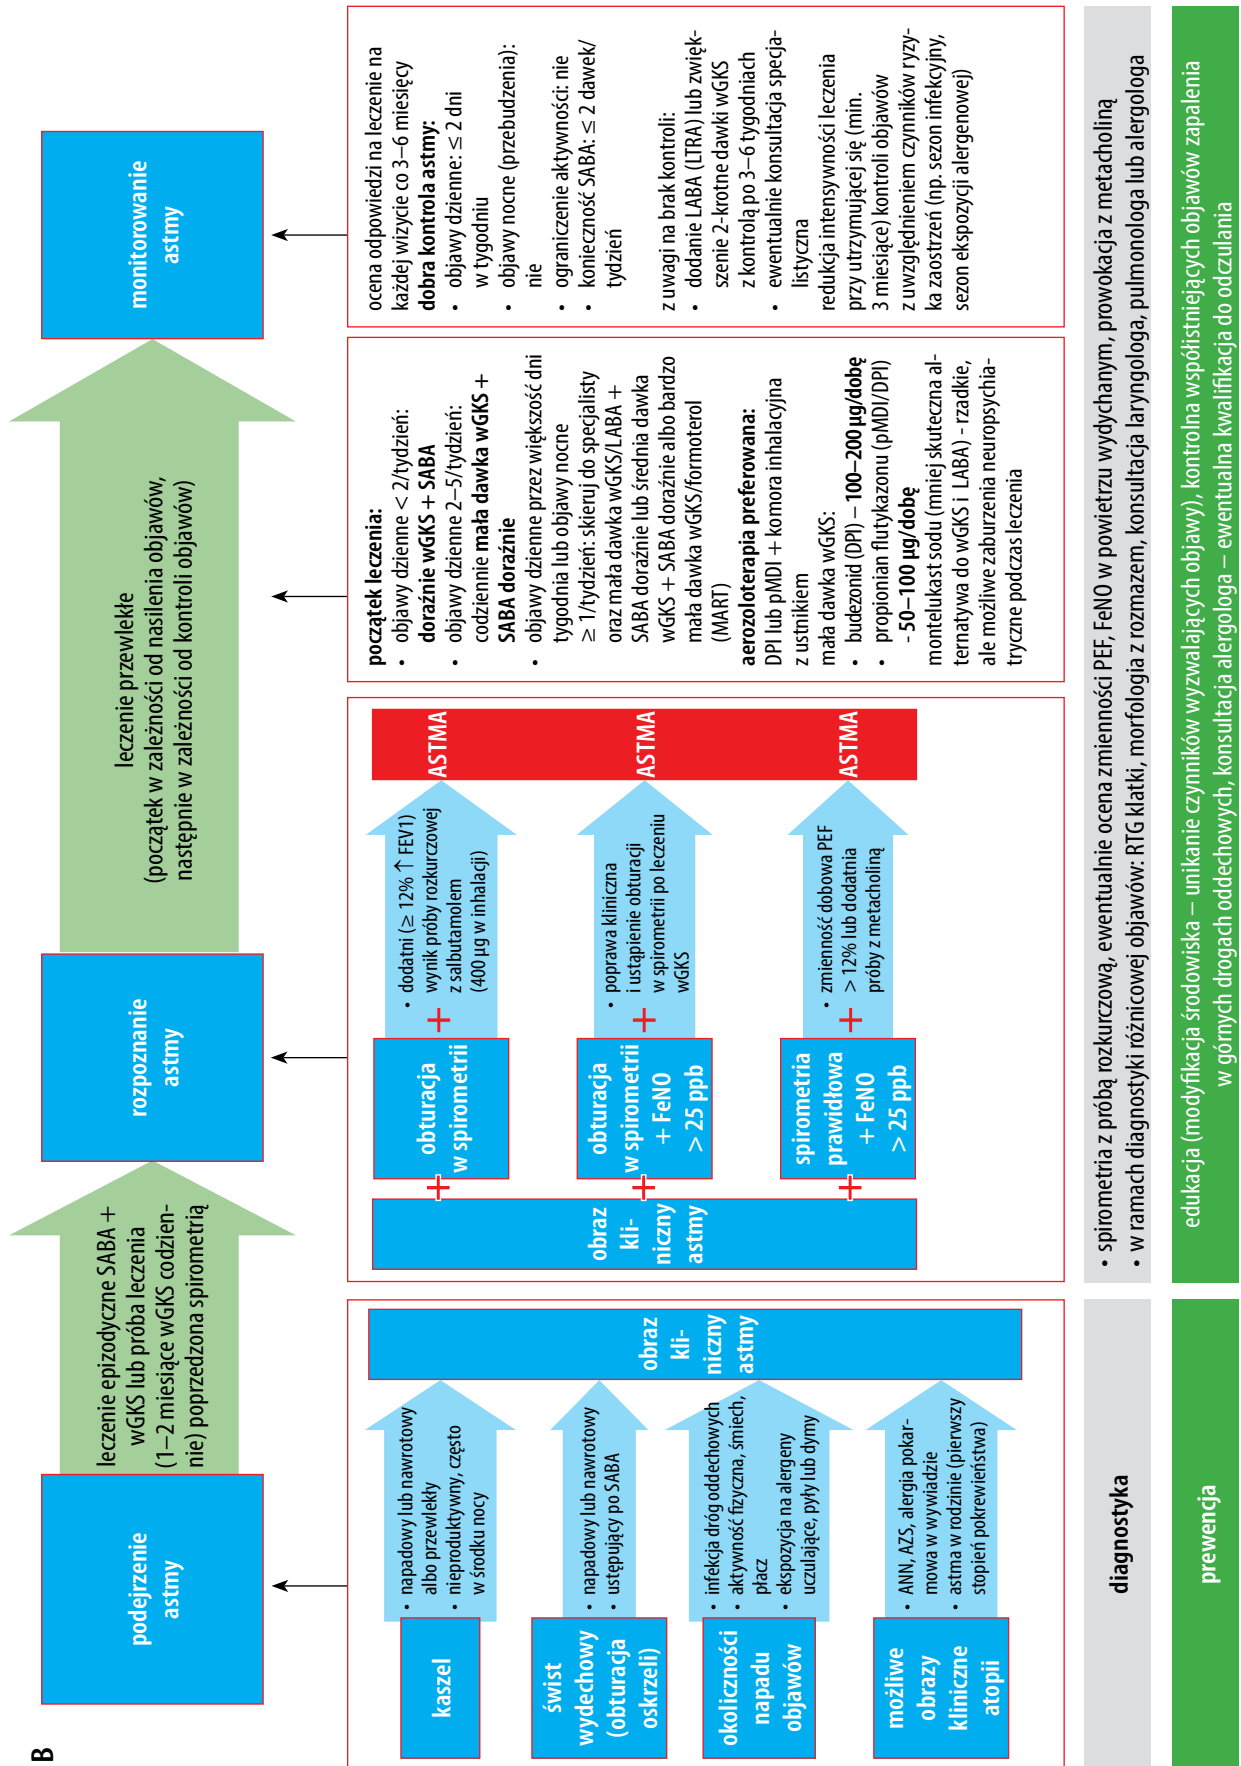 B
podejrzenie
astmy
leczenie epizodyczne SABA +
wGKS lub próba leczenia
(1–2 miesiące wGKS codzien-
nie) poprzedzona spirometrią
rozpoznanie
astmy
leczenie przewlekłe
(początek w zależności od nasilenia objawów,
następnie w zależności od kontroli objawów)
monitorowanie
astmy
kaszel
• napadowy lub nawrotowy
albo przewlekły
• nieproduktywny, często
w środku nocy
świst
wydechowy
(obturacja
oskrzeli)
• napadowy lub nawrotowy
• ustępujący po SABA
okoliczności
napadu
objawów
• infekcja dróg oddechowych
• aktywność fizyczna, śmiech,
płacz
• ekspozycja na alergeny
uczulające, pyły lub dymy
możliwe
obrazy
kliniczne
atopii
• ANN, AZS, alergia pokar-
mowa w wywiadzie
• astma w rodzinie (pierwszy
stopień pokrewieństwa)
obraz
kli-
niczny
astmy
obraz
kli-
niczny
astmy
+
obturacja
w spirometrii
+
• dodatni (≥ 12% ↑ FEV1)
wynik próby rozkurczowej
z salbutamolem
(400 µg w inhalacji)
ASTMA
+
obturacja
w spirometrii
+ FeNO
> 25 ppb
+
• poprawa kliniczna
i ustąpienie obturacji
w spirometrii po leczeniu
wGKS
ASTMA
+
spirometria
prawidłowa
+ FeNO
> 25 ppb
+
• zmienność dobowa PEF
> 12% lub dodatnia
próby z metacholiną
ASTMA
początek leczenia:
• objawy dzienne < 2/tydzień:
doraźnie wGKS + SABA
• objawy dzienne 2–5/tydzień:
codziennie mała dawka wGKS +
SABA doraźnie
• objawy dzienne przez większość dni
tygodnia lub objawy nocne
≥ 1/tydzień: skieruj do specjalisty
oraz mała dawka wGKS/LABA +
SABA doraźnie lub średnia dawka
wGKS + SABA doraźnie albo bardzo
mała dawka wGKS/formoterol
(MART)
aerozoloterapia preferowana:
DPI lub pMDI + komora inhalacyjna
z ustnikiem
mała dawka wGKS:
• budezonid (DPI) – 100–200 µg/dobę
• propionian flutykazonu (pMDI/DPI)
- 50–100 µg/dobę
montelukast sodu (mniej skuteczna al-
ternatywa do wGKS i LABA) - rzadkie,
ale możliwe zaburzenia neuropsychia-
tryczne podczas leczenia
ocena odpowiedzi na leczenie na
każdej wizycie co 3–6 miesięcy
dobra kontrola astmy:
• objawy dzienne: ≤ 2 dni
w tygodniu
• objawy nocne (przebudzenia):
nie
• ograniczenie aktywności: nie
• konieczność SABA: ≤ 2 dawek/
tydzień
z uwagi na brak kontroli:
• dodanie LABA (LTRA) lub zwięk-
szenie 2-krotne dawki wGKS
z kontrolą po 3–6 tygodniach
• ewentualnie konsultacja specja-
listyczna
redukcja intensywności leczenia
przy utrzymującej się (min.
3 miesiące) kontroli objawów
z uwzględnieniem czynników ryzy-
ka zaostrzeń (np. sezon infekcyjny,
sezon ekspozycji alergenowej)
diagnostyka
• spirometria z próbą rozkurczową, ewentualnie ocena zmienności PEF, FeNO w powietrzu wydychanym, prowokacja z metacholiną
• w ramach diagnostyki różnicowej objawów: RTG klatki, morfologia z rozmazem, konsultacja laryngologa, pulmonologa lub alergologa
prewencja
edukacja (modyfikacja środowiska – unikanie czynników wyzwalających objawy), kontrolna współistniejących objawów zapalenia
w górnych drogach oddechowych, konsultacja alergologa – ewentualna kwalifikacja do odczulania